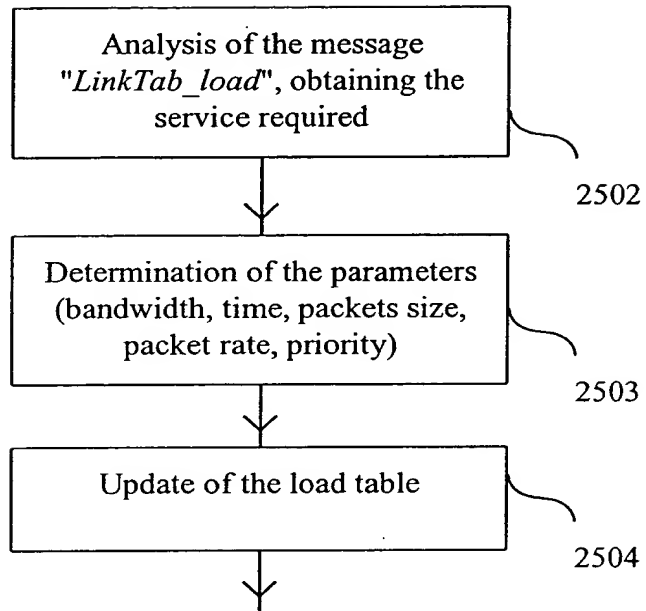 Analysis of the message
"LinkTab_load", obtaining the
service required
2502
Determination of the parameters
(bandwidth, time, packets size,
packet rate, priority)
2503
Update of the load table
2504